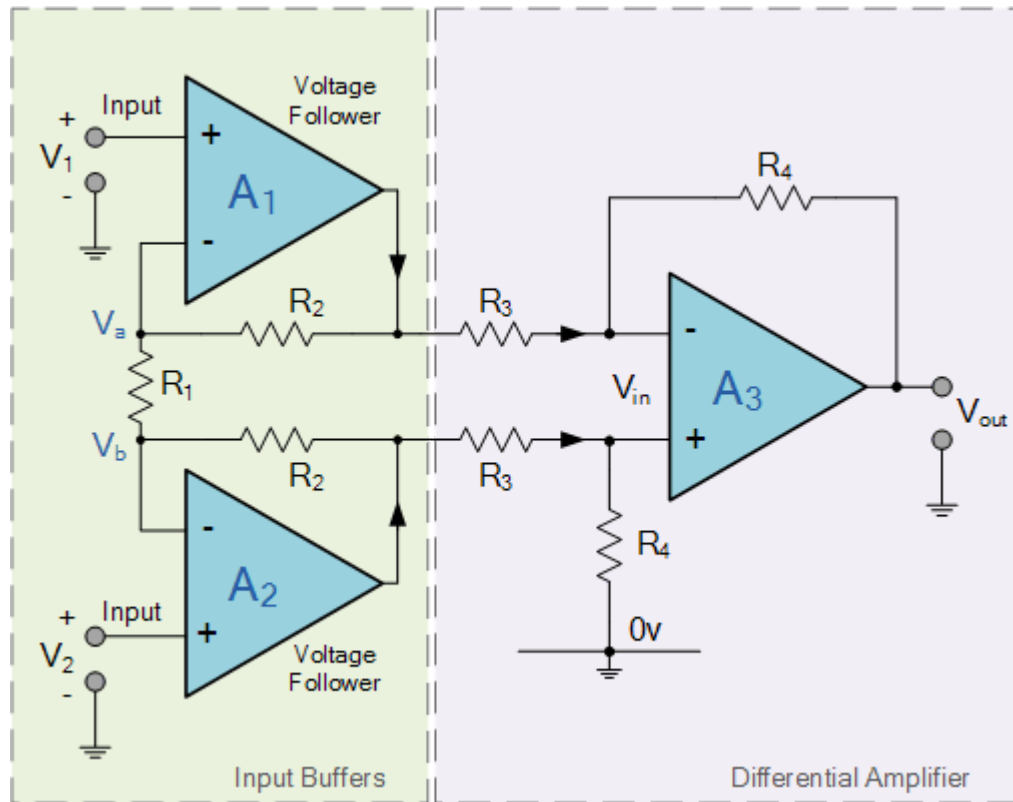 Voltage
Follower
Input
+
V₁
-
+
A₁
-
R₂
R₃
R₄
Vₐ
R₁
-
Vᵢₙ
A₃
+
Vₒᵤₜ
V_b
R₂
R₃
-
A₂
+
R₄
Input
+
V₂
-
Voltage
Follower
0v
Input Buffers
Differential Amplifier